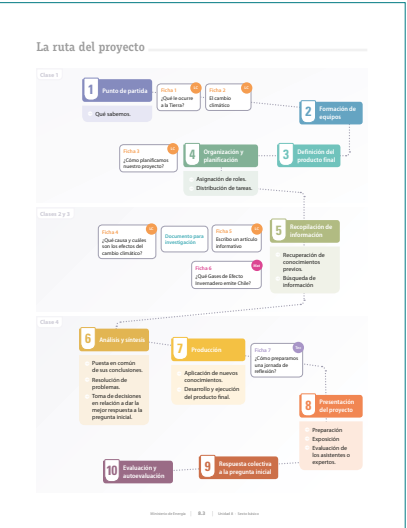 La ruta del proyecto
Clase 1
1 Punto de partida
Qué sabemos.
Ficha 1
¿Qué le ocurre
a la Tierra?
Ficha 2
El cambio
climático
2 Formación de
equipos
Ficha 3
¿Cómo planificamos
nuestro proyecto?
4 Organización y
planificación
Asignación de roles.
Distribución de tareas.
3 Definición del
producto final
Clases 2 y 3
Ficha 4
¿Qué causa y cuáles
son los efectos del
cambio climático?
Documento para
investigación
Ficha 5
Escribo un artículo
informativo
Ficha 6
¿Qué Gases de Efecto
Invernadero emite Chile?
5 Recopilación de
información
Recuperación de
conocimientos
previos.
Búsqueda de
información
Clase 4
6 Análisis y síntesis
Puesta en común
de sus conclusiones.
Resolución de
problemas.
Toma de decisiones
en relación a dar la
mejor respuesta a la
pregunta inicial.
7 Producción
Aplicación de nuevos
conocimientos.
Desarrollo y ejecución
del producto final.
Ficha 7
¿Cómo preparamos
una jornada de
reflexión?
8 Presentación
del proyecto
Preparación
Exposición
Evaluación de
los asistentes o
expertos.
10 Evaluación y
autoevaluación
9 Respuesta colectiva
a la pregunta inicial
Ministerio de Energía